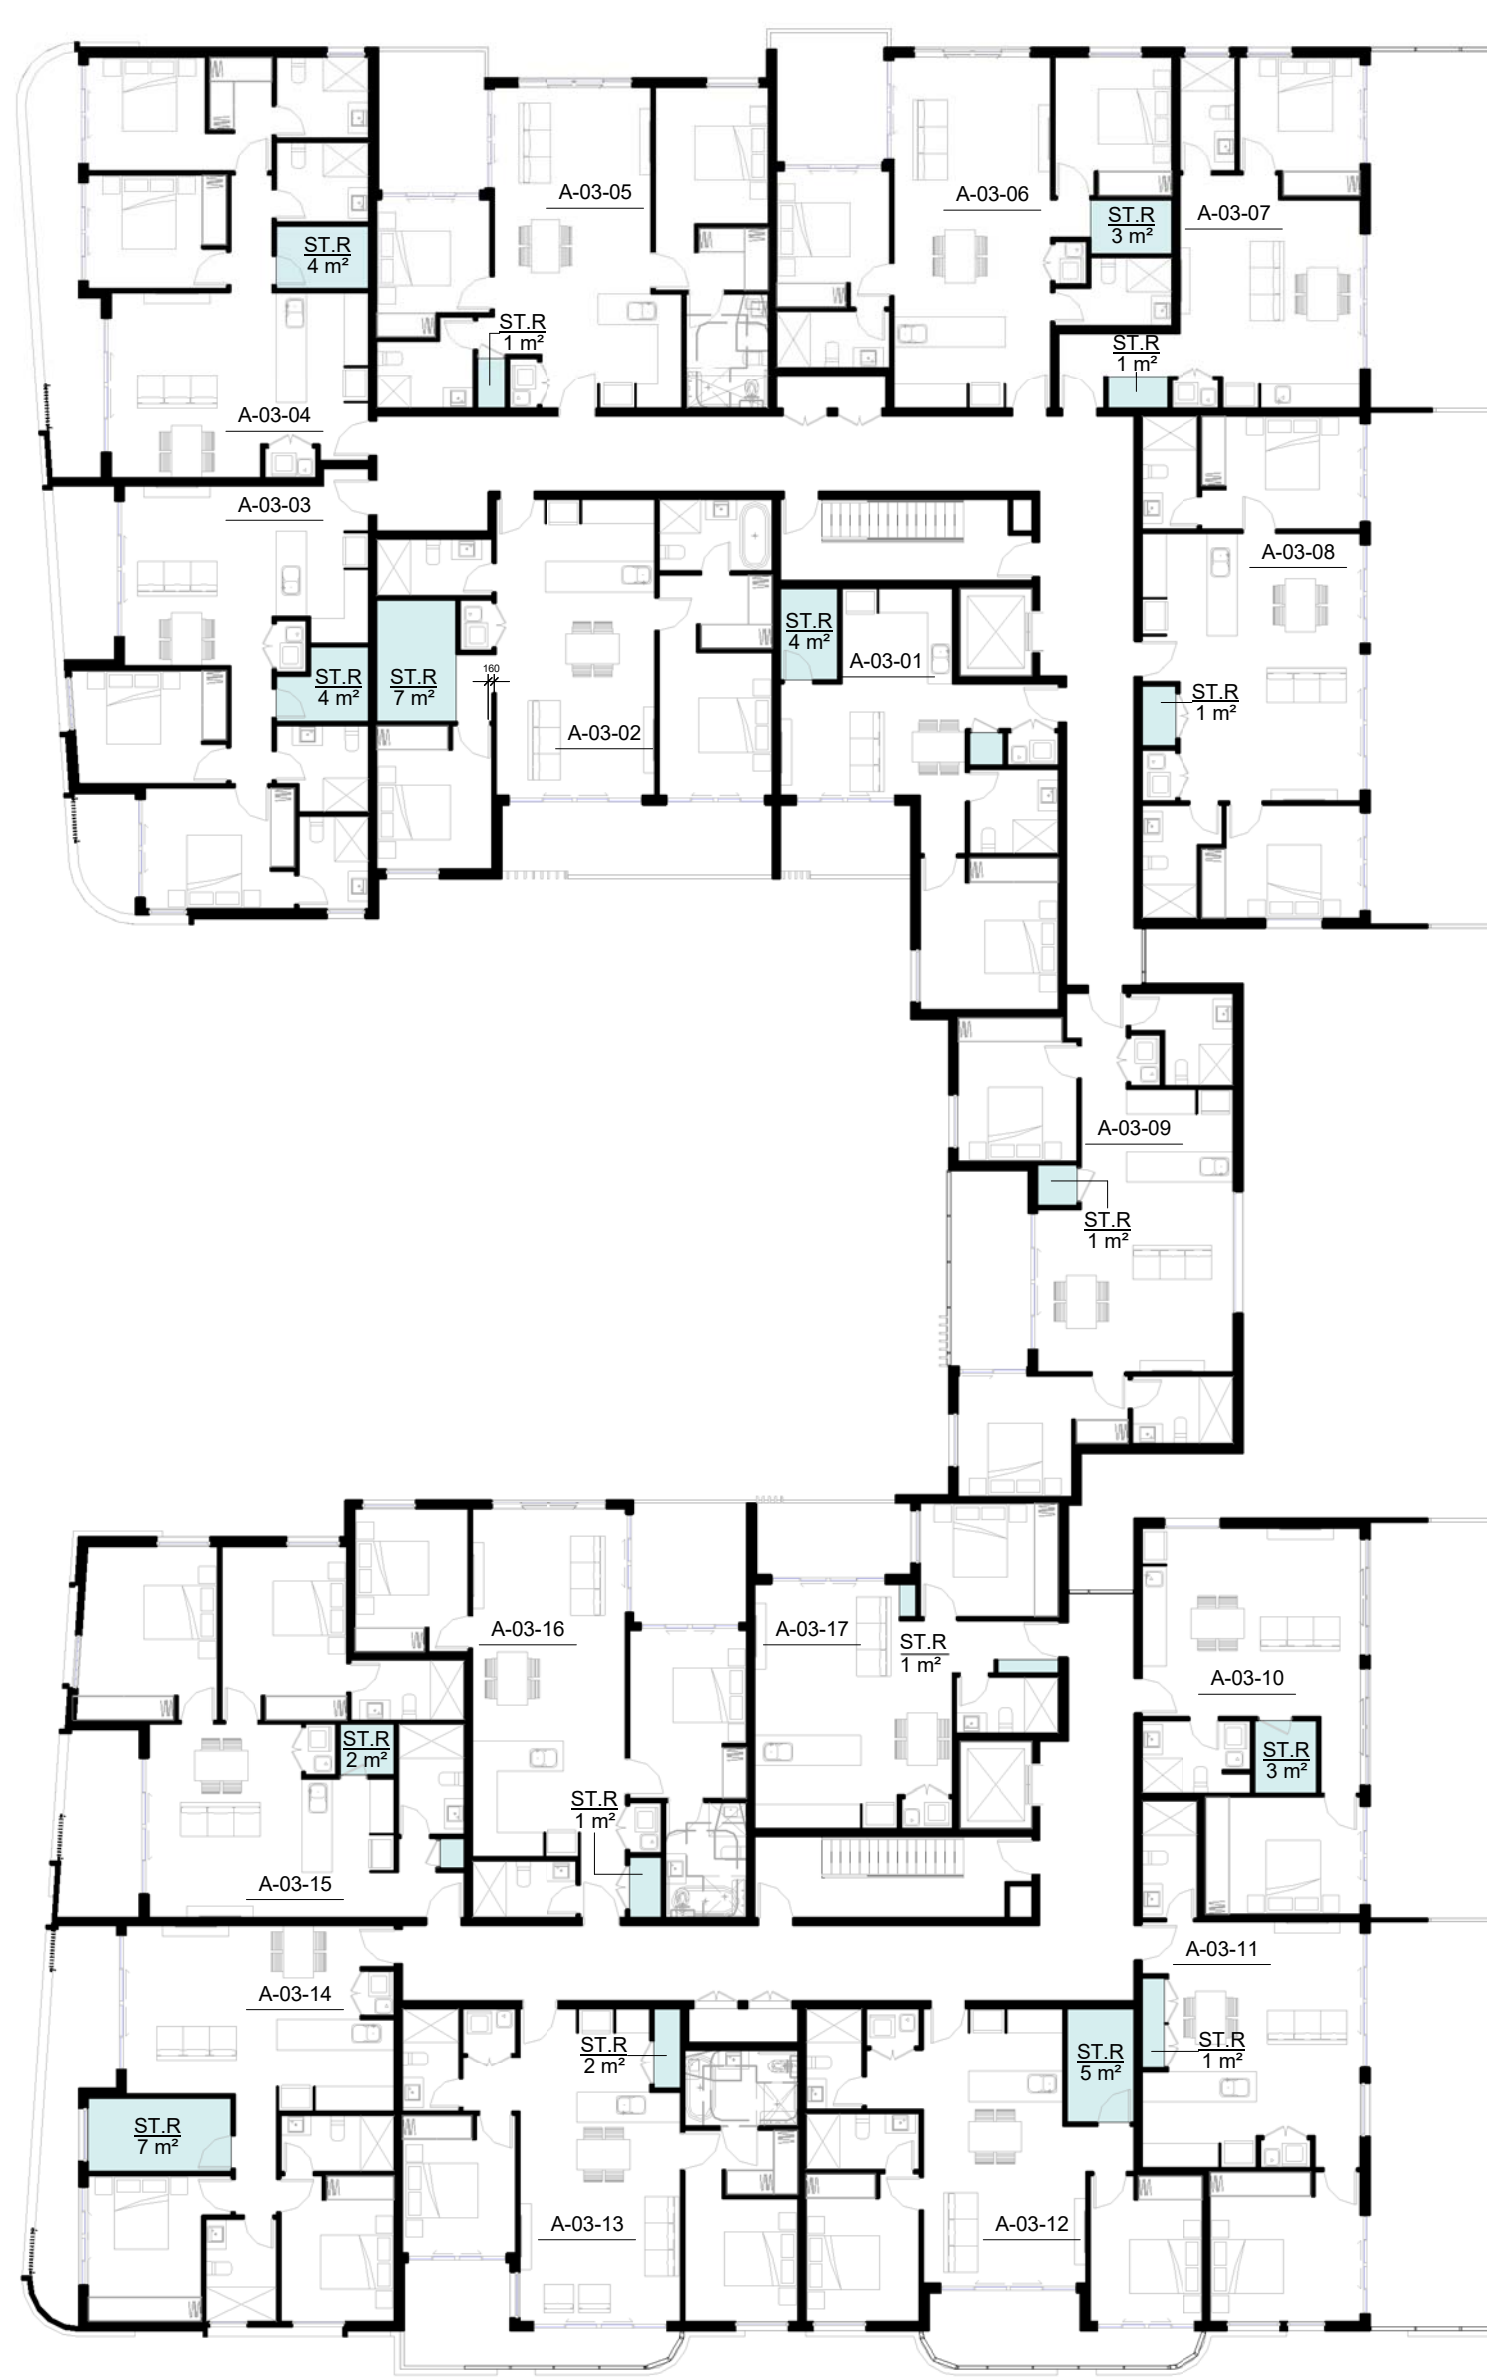 A-03-05
A-03-06
ST.R
3 m²
A-03-07
ST.R
4 m²
ST.R
1 m²
ST.R
1 m²
A-03-04
A-03-03
A-03-08
ST.R
4 m²
A-03-01
ST.R
4 m²
ST.R
7 m²
160
ST.R
1 m²
A-03-02
A-03-09
ST.R
1 m²
A-03-16
A-03-17
ST.R
1 m²
A-03-10
ST.R
2 m²
ST.R
3 m²
ST.R
1 m²
A-03-15
A-03-11
A-03-14
ST.R
2 m²
ST.R
5 m²
ST.R
1 m²
ST.R
7 m²
A-03-13
A-03-12